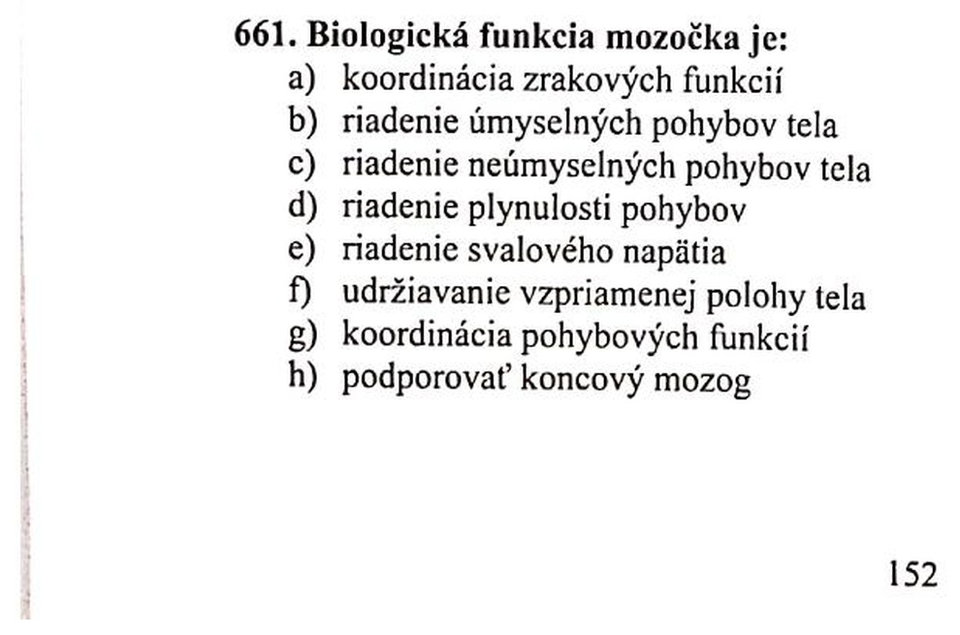 661. Biologická funkcia mozočka je:
a) koordinácia zrakových funkcií
b) riadenie úmyselných pohybov tela
c) riadenie neúmyselných pohybov tela
d) riadenie plynulosti pohybov
e) riadenie svalového napätia
f) udržiavanie vzpriamenej polohy tela
g) koordinácia pohybových funkcií
h) podporovať koncový mozog
152